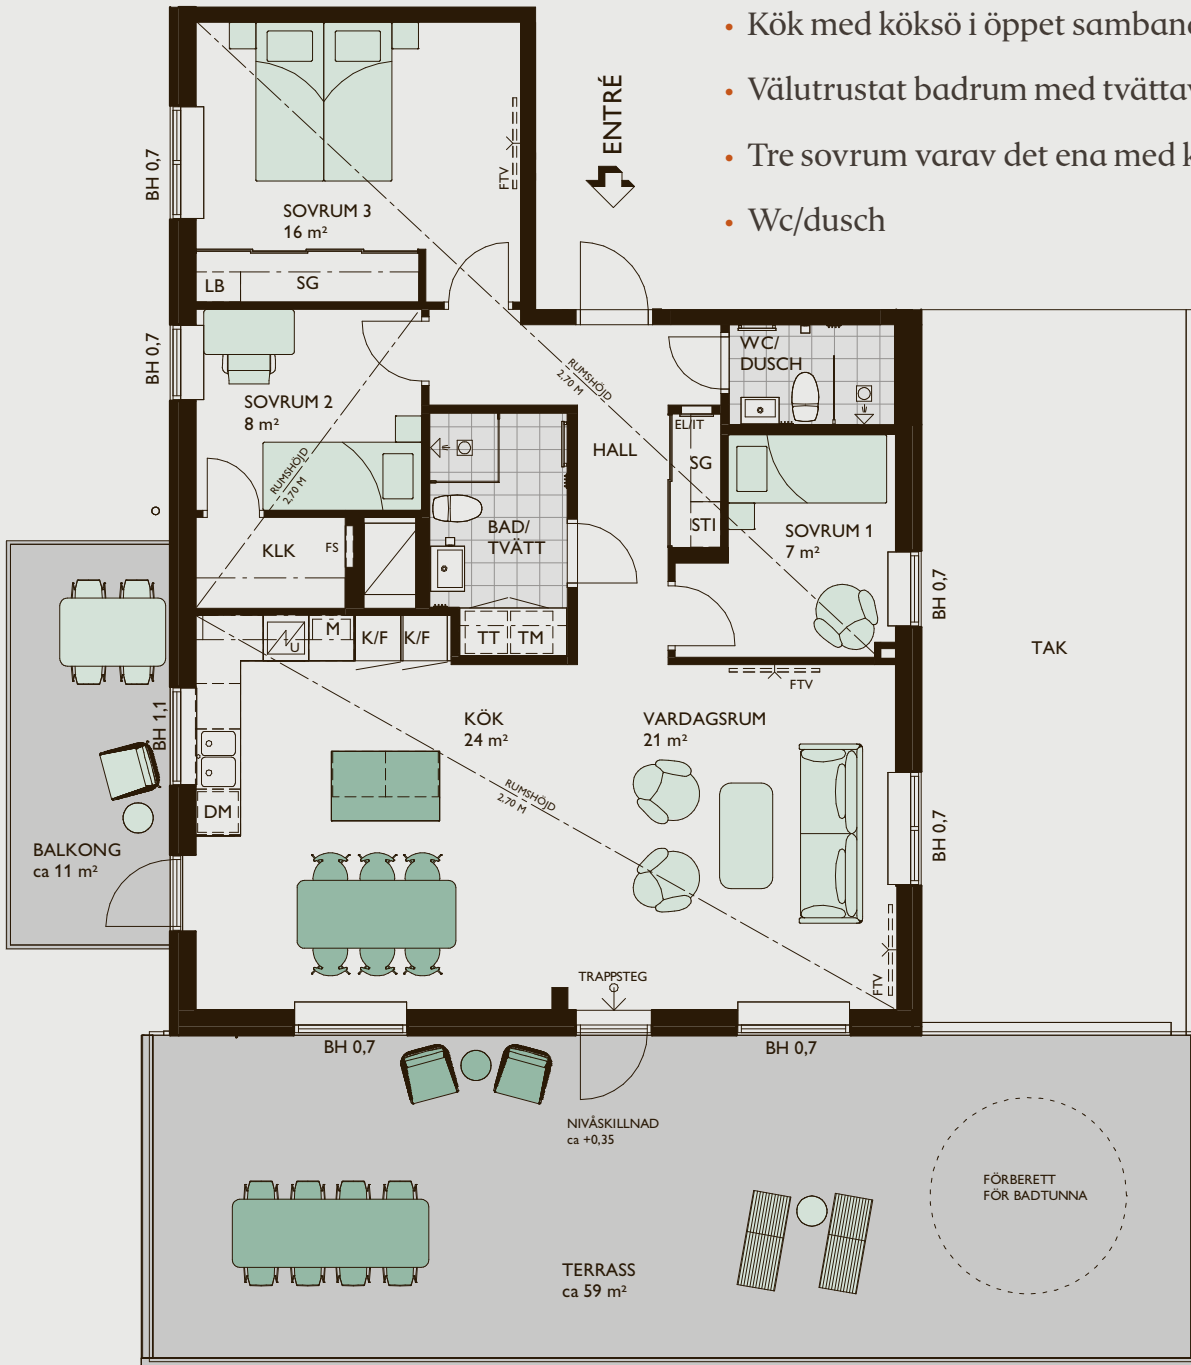 • Kök med köksö i öppet samband
• Välutrustat badrum med tvättav
• Tre sovrum varav det ena med k
• Wc/dusch
ENTRÉ
BH 0,7
FTV
SOVRUM 3
16 m²
LB
SG
BH 0,7
SOVRUM 2
8 m²
RUMSHÖJD
2,70 M
RUMSHÖJD
2,70 M
WC/
DUSCH
HALL
EL/IT
SG
STI
SOVRUM 1
7 m²
BH 0,7
KLK
FS
BAD/
TVÄTT
TT
TM
U
M
K/F
K/F
TAK
FTV
BH 1,1
KÖK
24 m²
VARDAGSRUM
21 m²
RUMSHÖJD
2,70 M
DM
BH 0,7
BALKONG
ca 11 m²
FTV
TRAPPSTEG
BH 0,7
BH 0,7
NIVÅSKILLNAD
ca +0,35
FÖRBERETT
FÖR BADTUNNA
TERRASS
ca 59 m²